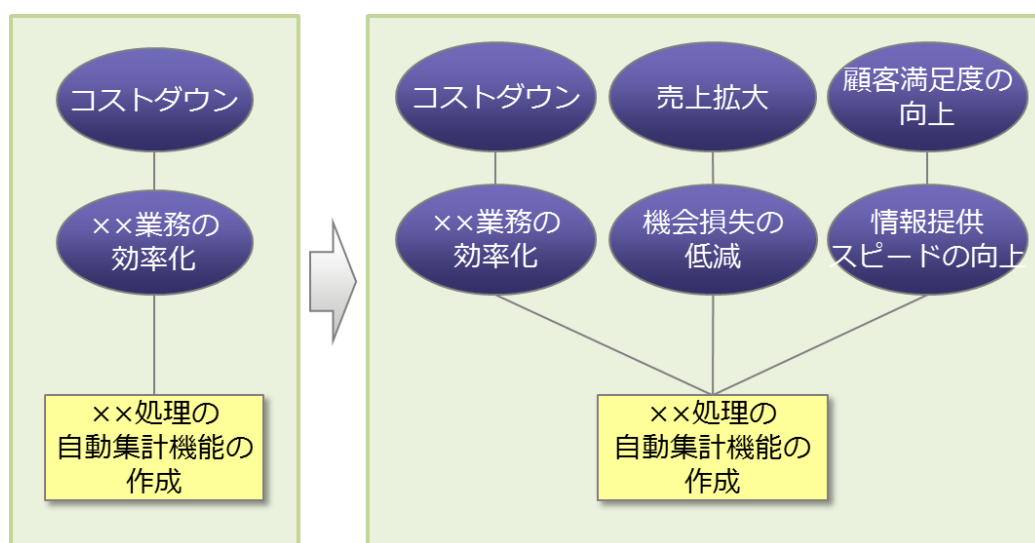 コストダウン
××業務の
効率化
××処理の
自動集計機能の
作成
コストダウン
売上拡大
顧客満足度の
向上
××業務の
効率化
機会損失の
低減
情報提供
スピードの向上
××処理の
自動集計機能の
作成